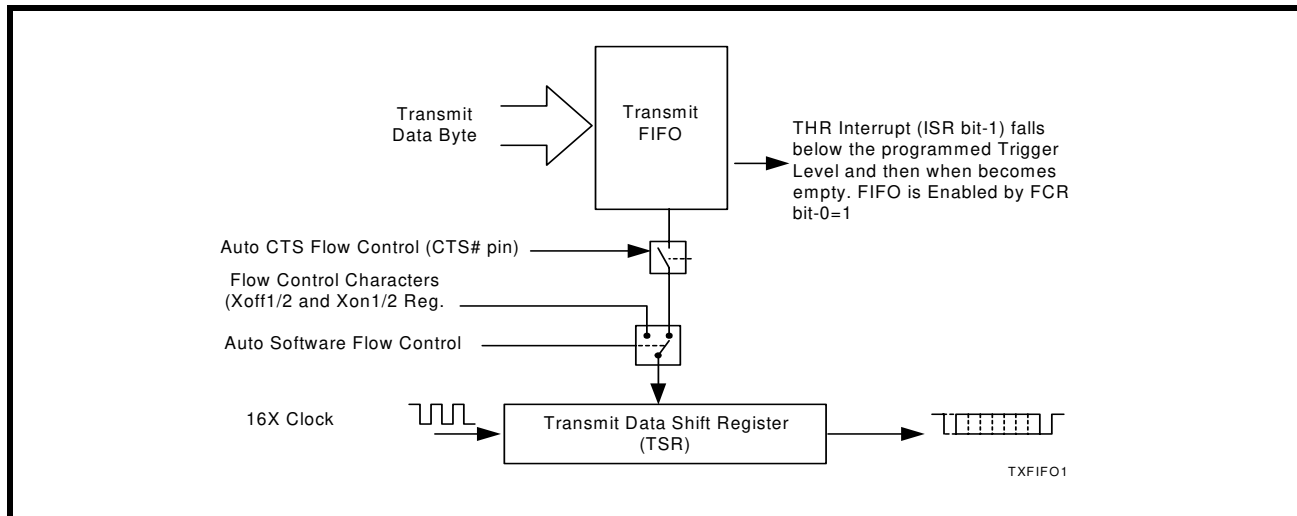 Transmit
Data Byte
Transmit
FIFO
THR Interrupt (ISR bit-1) falls
below the programmed Trigger
Level and then when becomes
empty. FIFO is Enabled by FCR
bit-0=1
Auto CTS Flow Control (CTS# pin)
Flow Control Characters
(Xoff1/2 and Xon1/2 Reg.
Auto Software Flow Control
16X Clock
Transmit Data Shift Register
(TSR)
TXFIFO1